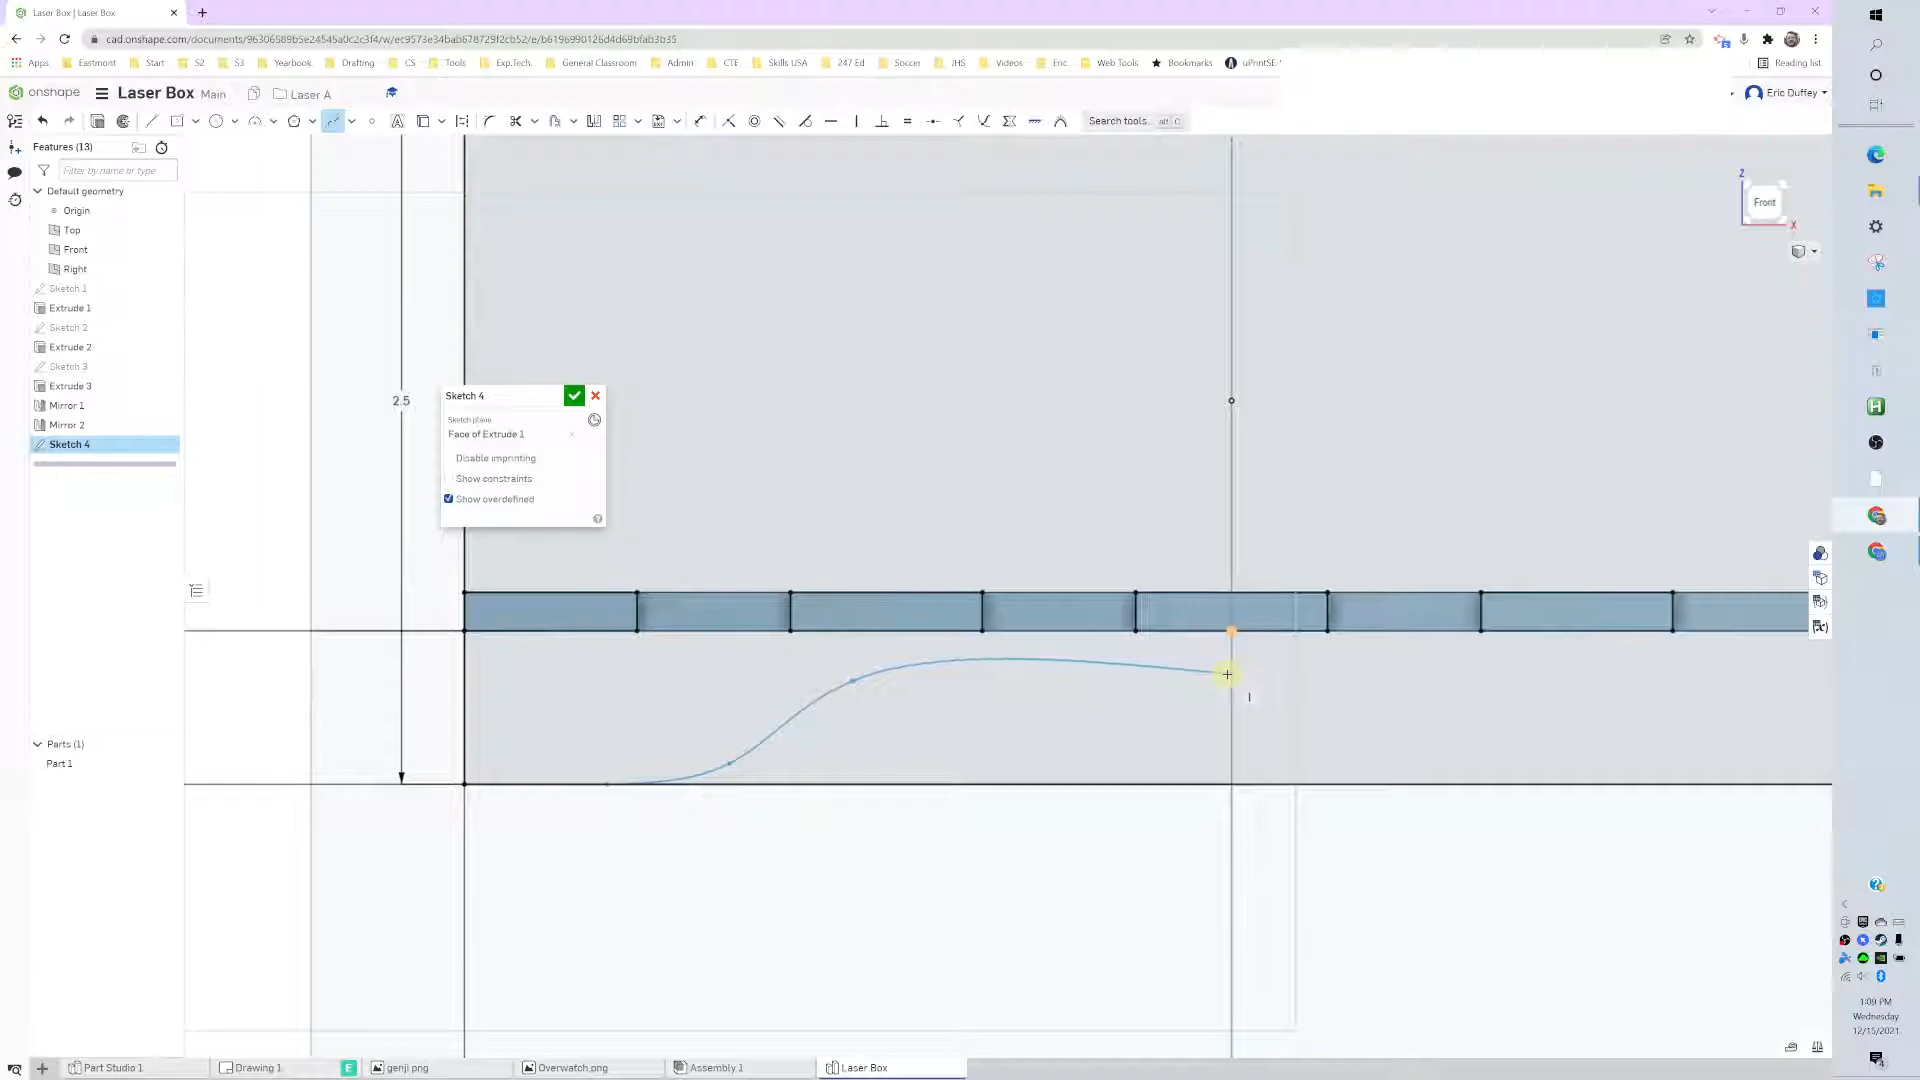 Laser Box | Laser Box
cad.onshape.com/documents/96306589b5e24545a0c2c3f4/w/ec9573e34bab678729f2cb52/e/b6196990126d4d69bfab3b35
Apps Eastmont Start S2 S3 Yearbook Drafting CS Tools Exp.Tech. General Classroom Admin CTE Skills USA 247 Ed Soccer JHS Videos Enc Web Tools Bookmarks uPrintSE- Reading list
onshape Laser Box Main Laser A Eric Duffey
Search tools... alt C
Features (13)
Filter by name or type
Default geometry
Origin
Top
Front
Right
Sketch 1
Extrude 1
Sketch 2
Extrude 2
Sketch 3
Extrude 3
Mirror 1
Mirror 2
Sketch 4
Parts (1)
Part 1
2.5
Sketch 4
Sketch plane
Face of Extrude 1
Disable imprinting
Show constraints
Show overdefined
Z
Front
X
Part Studio 1 Drawing 1 E genji.png Overwatch.png Assembly 1 Laser Box
1:09 PM
Wednesday
12/15/2021